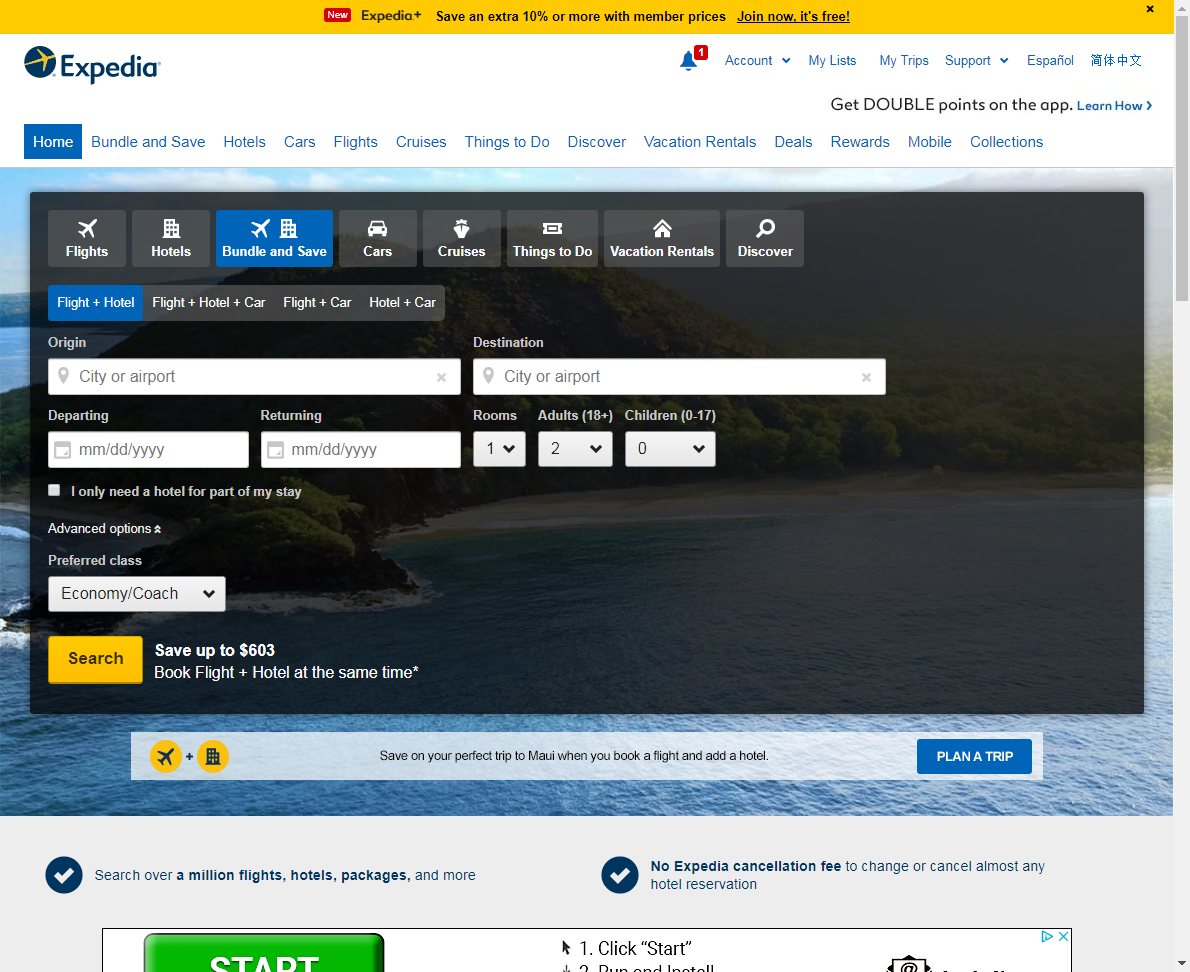 New Expedia+ Save an extra 10% or more with member prices Join now, it's free!
Expedia
1 Account My Lists My Trips Support Español 简体中文
Get DOUBLE points on the app. Learn How
Home Bundle and Save Hotels Cars Flights Cruises Things to Do Discover Vacation Rentals Deals Rewards Mobile Collections
Flights Hotels Bundle and Save Cars Cruises Things to Do Vacation Rentals Discover
Flight + Hotel Flight + Hotel + Car Flight + Car Hotel + Car
Origin Destination
City or airport × City or airport ×
Departing Returning Rooms Adults (18+) Children (0-17)
mm/dd/yyyy mm/dd/yyyy 1 2 0
I only need a hotel for part of my stay
Advanced options
Preferred class
Economy/Coach
Search
Save up to $603
Book Flight + Hotel at the same time*
+ Save on your perfect trip to Maui when you book a flight and add a hotel. PLAN A TRIP
Search over a million flights, hotels, packages, and more
No Expedia cancellation fee to change or cancel almost any
hotel reservation
START
1. Click “Start”
2. Run and Install